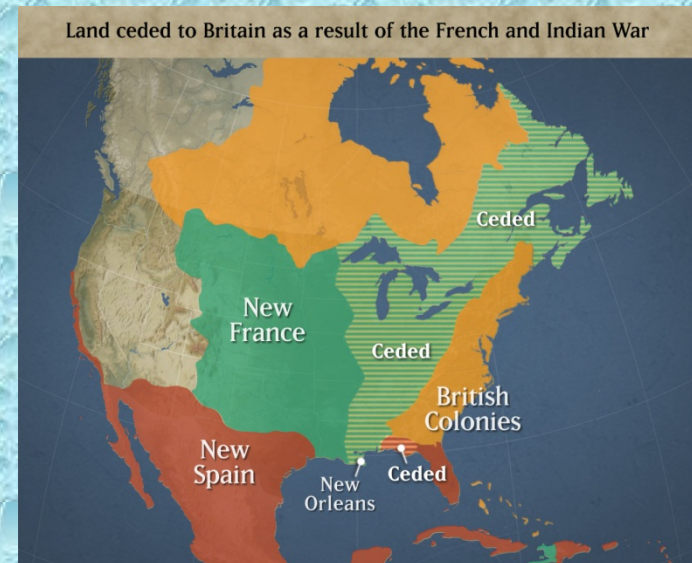 Land ceded to Britain as a result of the French and Indian War
Ceded
New
France
Ceded
British
Colonies
New
Spain
Ceded
New
Orleans